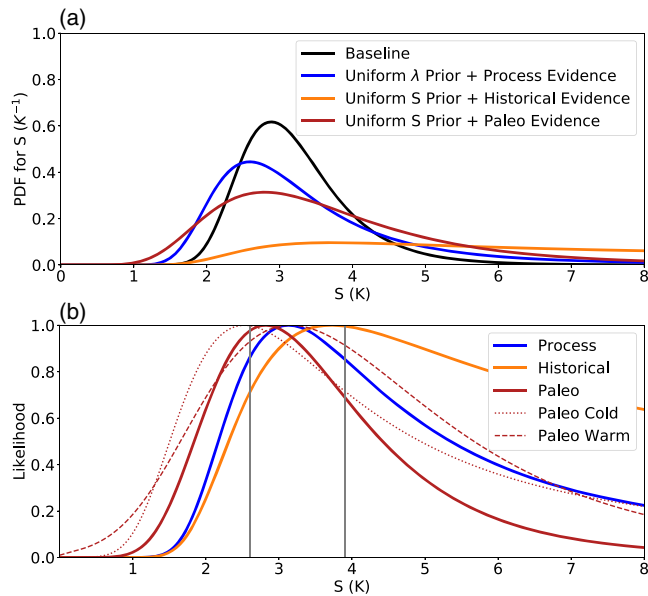 (a)
1.0
0.8
0.6
0.4
0.2
0.0
PDF for S (K⁻¹)
Baseline
Uniform λ Prior + Process Evidence
Uniform S Prior + Historical Evidence
Uniform S Prior + Paleo Evidence
0 1 2 3 4 5 6 7 8
S (K)
(b)
1.0
0.8
0.6
0.4
0.2
0.0
Likelihood
Process
Historical
Paleo
Paleo Cold
Paleo Warm
1 2 3 4 5 6 7 8
S (K)